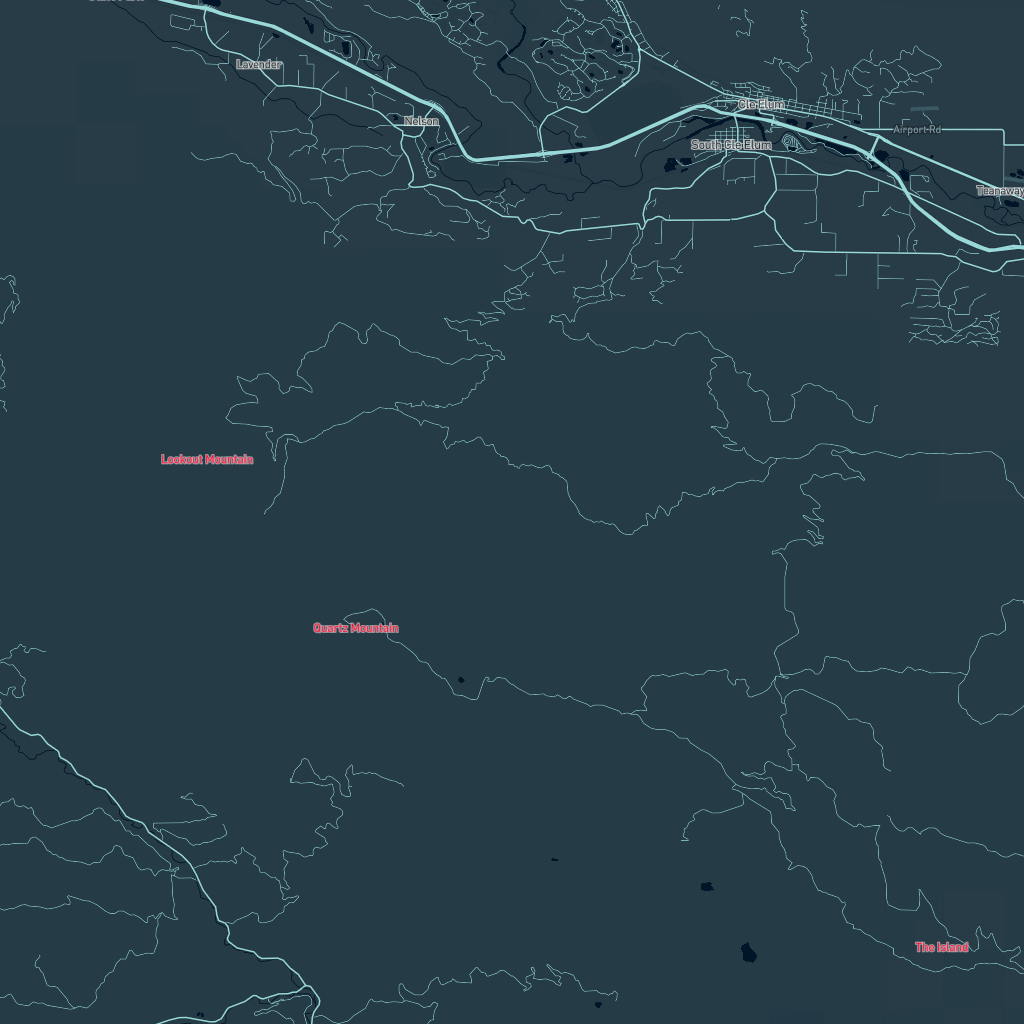 Lavender
Cle Elum
Nelson
Airport Rd
South Cle Elum
Teanaway
Lookout Mountain
Quartz Mountain
The Island